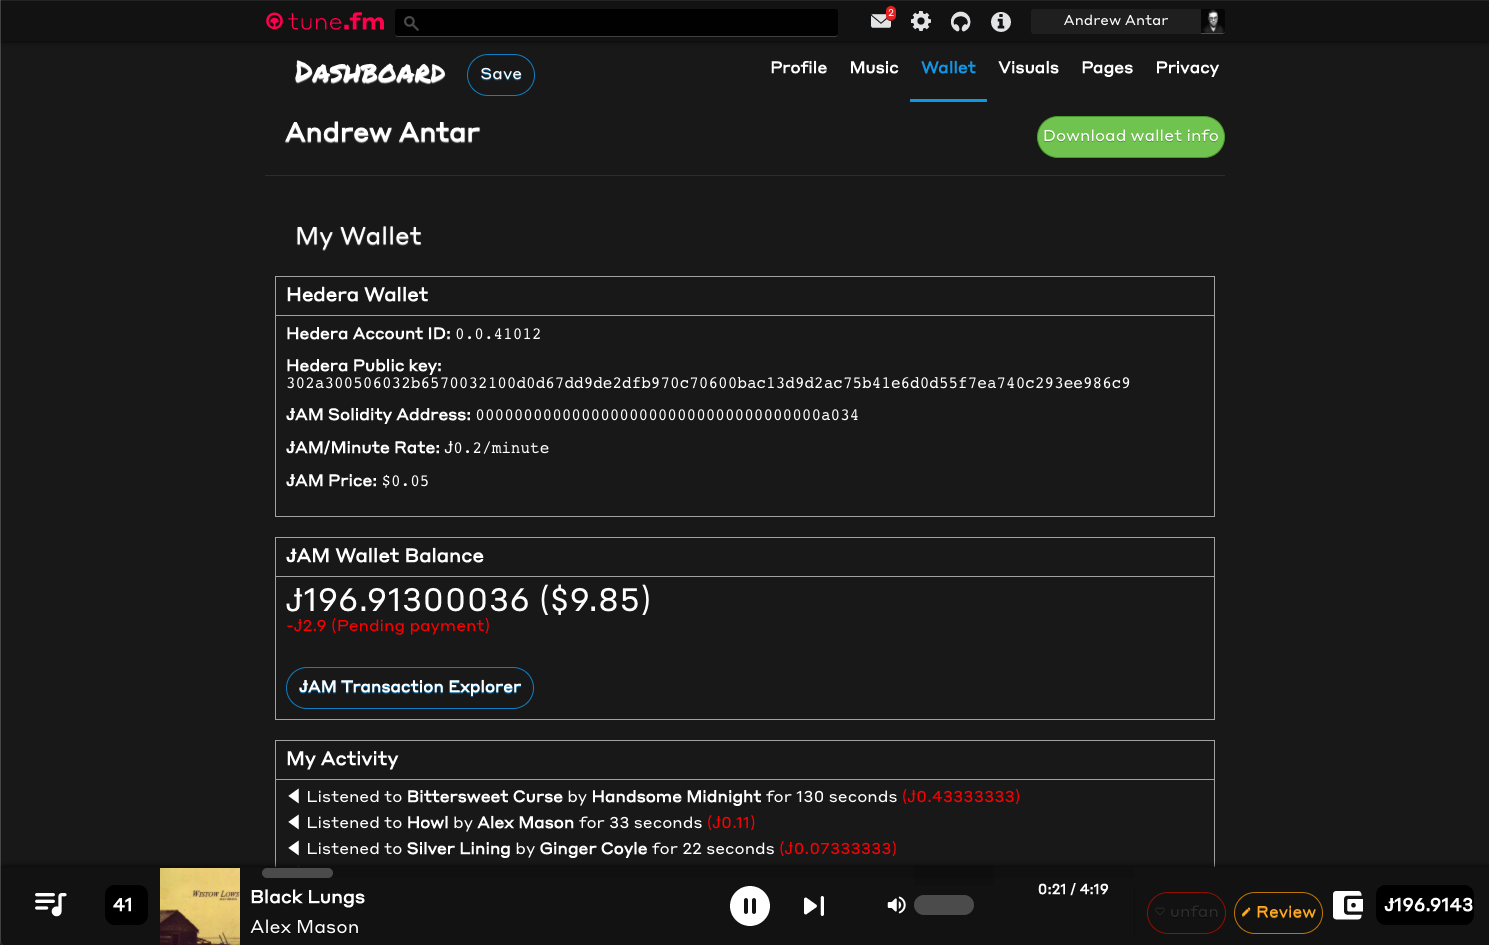 tune.fm
2
Andrew Antar
DASHBOARD
Save
Profile Music Wallet Visuals Pages Privacy
Andrew Antar
Download wallet info
My Wallet
Hedera Wallet
Hedera Account ID: 0.0.41012
Hedera Public key:
302a300506032b6570032100d0d67dd9de2dfb970c70600bac13d9d2ac75b41e6d0d55f7ea740c293ee986c9
JAM Solidity Address: 000000000000000000000000000000000000a034
JAM/Minute Rate: J0.2/minute
JAM Price: $0.05
JAM Wallet Balance
J196.91300036 ($9.85)
-J2.9 (Pending payment)
JAM Transaction Explorer
My Activity
Listened to Bittersweet Curse by Handsome Midnight for 130 seconds (J0.43333333)
Listened to Howl by Alex Mason for 33 seconds (J0.11)
Listened to Silver Lining by Ginger Coyle for 22 seconds (J0.07333333)
41
Black Lungs
Alex Mason
0:21 / 4:19
unfan
Review
J196.9143